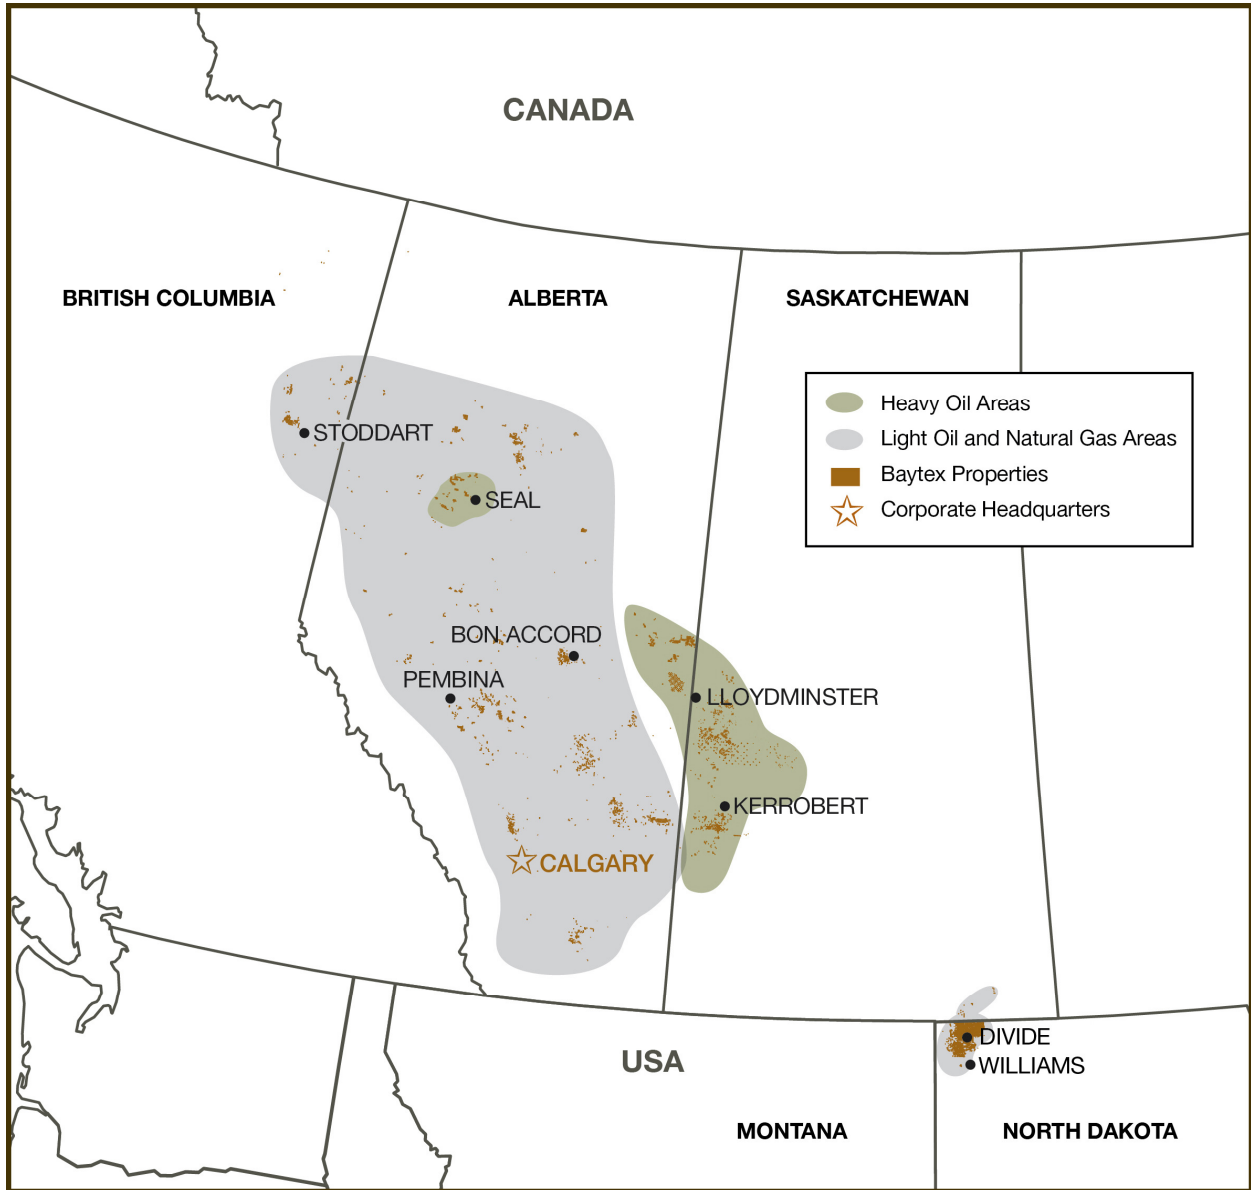 CANADA
BRITISH COLUMBIA
ALBERTA
SASKATCHEWAN
Heavy Oil Areas
Light Oil and Natural Gas Areas
Baytex Properties
Corporate Headquarters
STODDART
SEAL
BON ACCORD
PEMBINA
LLOYDMINSTER
KERROBERT
CALGARY
DIVIDE
WILLIAMS
USA
MONTANA
NORTH DAKOTA